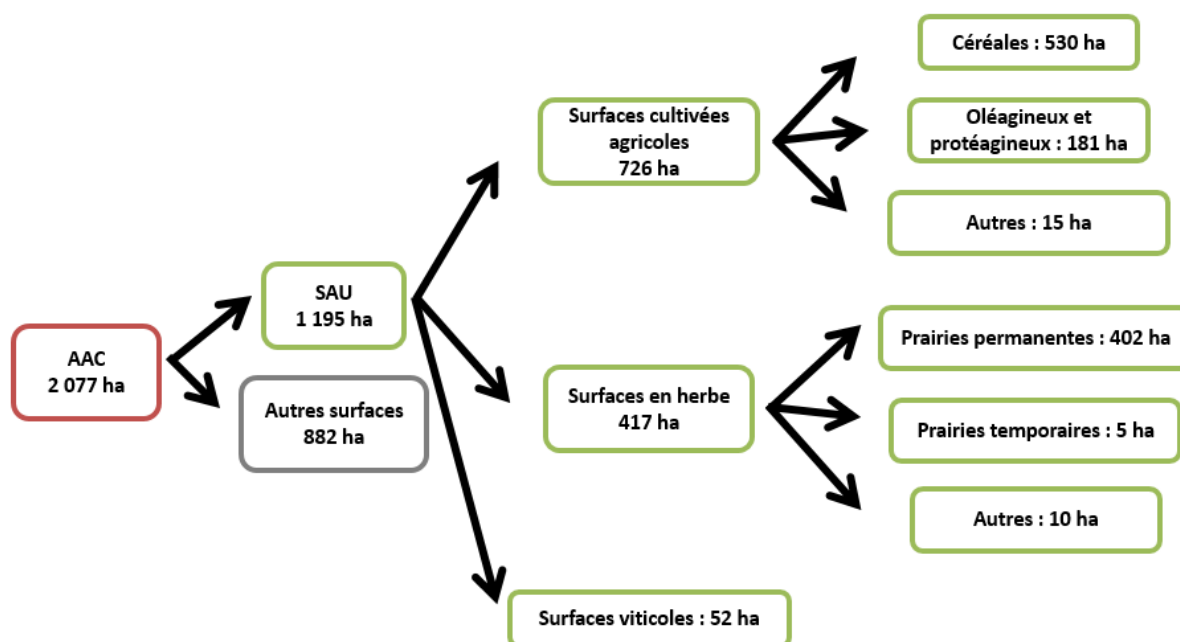 AAC
2 077 ha
SAU
1 195 ha
Autres surfaces
882 ha
Surfaces cultivées
agricoles
726 ha
Céréales : 530 ha
Oléagineux et
protéagineux : 181 ha
Autres : 15 ha
Surfaces en herbe
417 ha
Prairies permanentes : 402 ha
Prairies temporaires : 5 ha
Autres : 10 ha
Surfaces viticoles : 52 ha